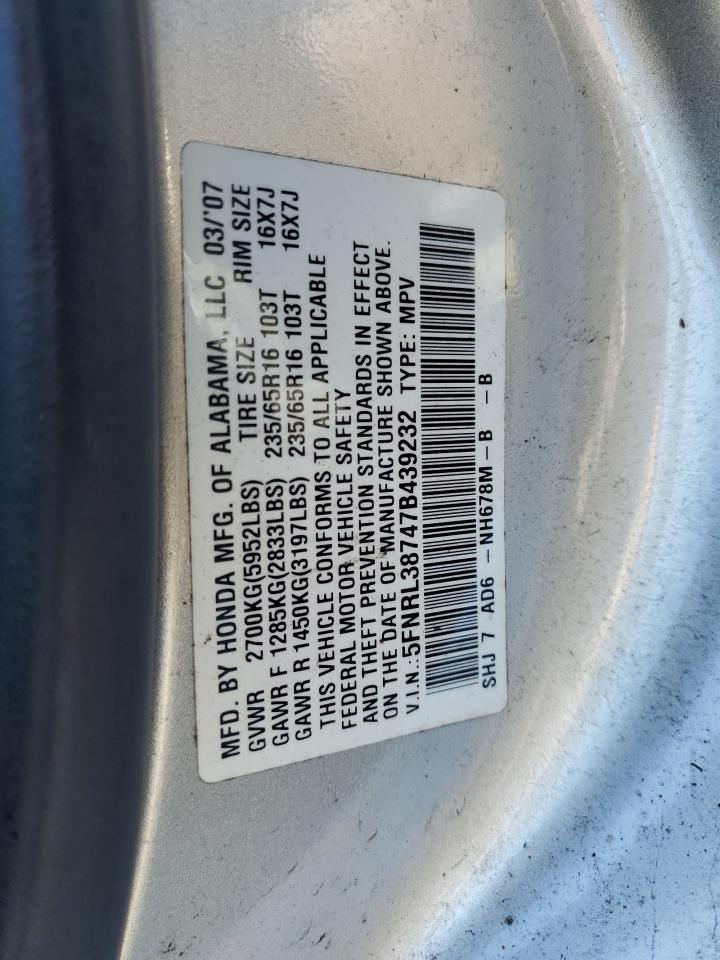 MFD. BY HONDA MFG. OF ALABAMA, LLC 03/'07
GVWR 2700KG(5952LBS) TIRE SIZE RIM SIZE
GAWR F 1285KG(2833LBS) 235/65R16 103T 16X7J
GAWR R 1450KG(3197LBS) 235/65R16 103T 16X7J
THIS VEHICLE CONFORMS TO ALL APPLICABLE
FEDERAL MOTOR VEHICLE SAFETY
AND THEFT PREVENTION STANDARDS IN EFFECT
ON THE DATE OF MANUFACTURE SHOWN ABOVE.
V.I.N.:5FNRL38747B439232 TYPE: MPV
SHJ 7 AD6 -NH678M-B -B